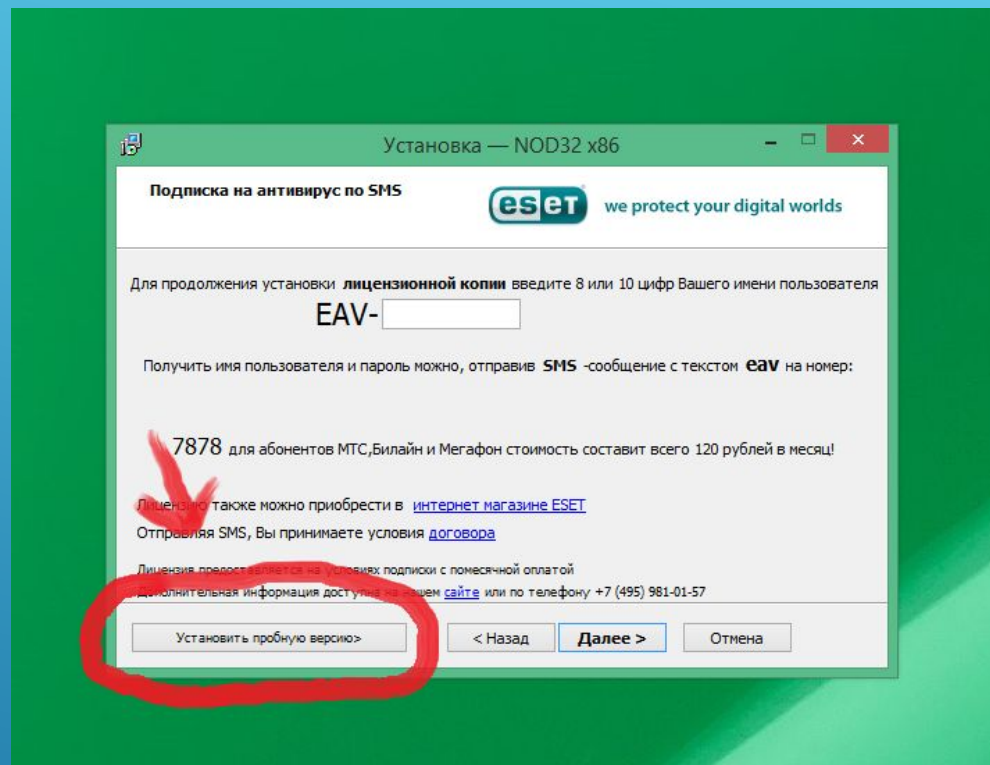 Установка — NOD32 x86
Подписка на антивирус по SMS
eset we protect your digital worlds
Для продолжения установки лицензионной копии введите 8 или 10 цифр Вашего имени пользователя
EAV-
Получить имя пользователя и пароль можно, отправив SMS -сообщение с текстом eav на номер:
7878 для абонентов МТС,Билайн и Мегафон стоимость составит всего 120 рублей в месяц!
Лицензию также можно приобрести в интернет магазине ESET
Отправляя SMS, Вы принимаете условия договора
Лицензия предоставляется на условиях подписки с помесячной оплатой
Дополнительная информация доступна на нашем сайте или по телефону +7 (495) 981-01-57
Установить пробную версию> < Назад Далее > Отмена